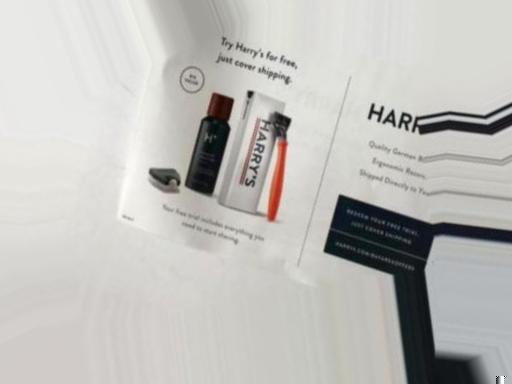 Try Harry's for free,
just cover shipping.
H'
HARRY'S
Your free trial includes everything you
need to start shaving.
Quality German
Ergonomic Razors
Shipped Directly to You
REDEEM YOUR FREE TRIAL,
JUST COVER SHIPPING